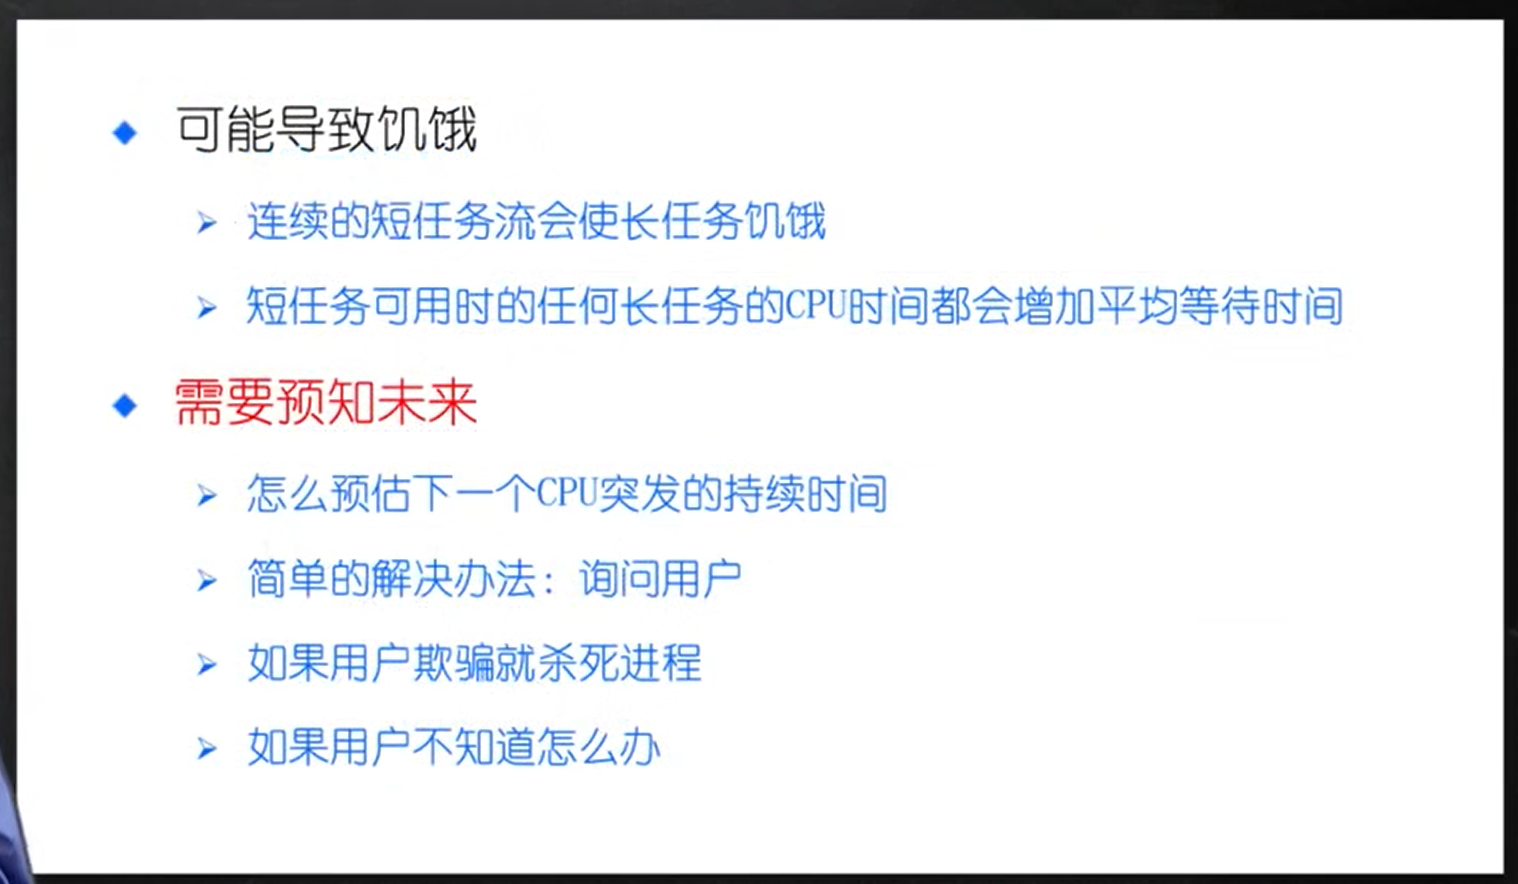 可能导致饥饿
连续的短任务流会使长任务饥饿
短任务可用时的任何长任务的CPU时间都会增加平均等待时间
需要预知未来
怎么预估下一个CPU突发的持续时间
简单的解决办法：询问用户
如果用户欺骗就杀死进程
如果用户不知道怎么办